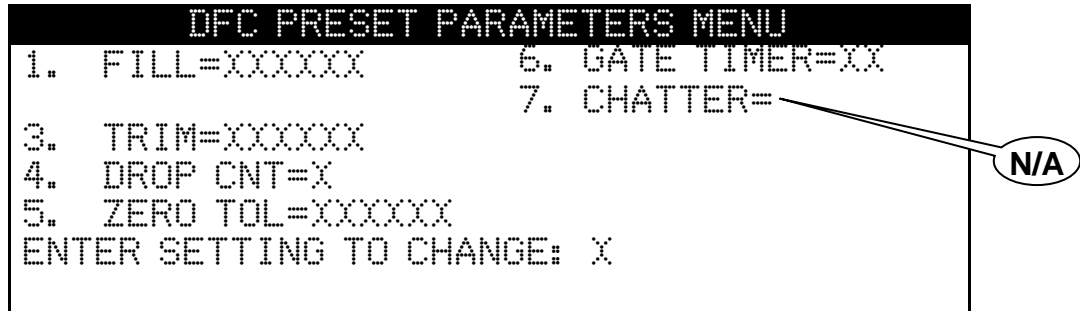 DFC PRESET PARAMETERS MENU
1. FILL=XXXXXX 6. GATE TIMER=XX
7. CHATTER=
N/A
3. TRIM=XXXXXX
4. DROP CNT=X
5. ZERO TOL=XXXXXX
ENTER SETTING TO CHANGE: X